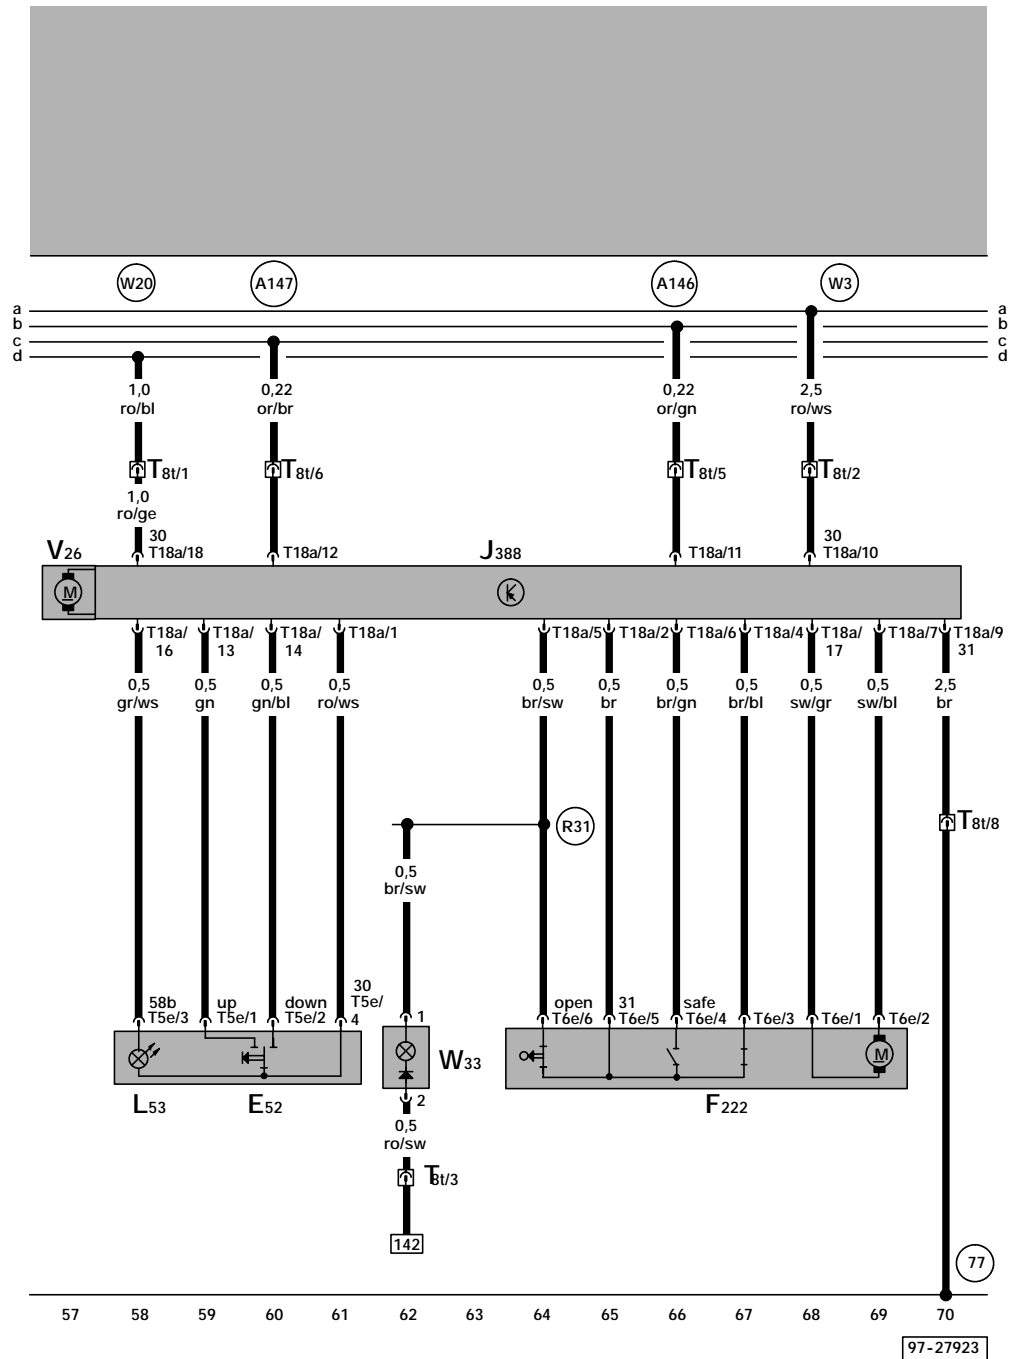 W20 A147 A146 W3
a a
b b
c c
d d
1,0 0,22 0,22 2,5
ro/bl or/br or/gn ro/ws
T8t/1 T8t/6 T8t/5 T8t/2
1,0
ro/ge
30 30
V26 T18a/18 T18a/12 J388 T18a/11 T18a/10
M
T18a/ T18a/ T18a/ T18a/1 T18a/5 T18a/2 T18a/6 T18a/4 T18a/ T18a/7 T18a/9
16 13 14 17 31
0,5 0,5 0,5 0,5 0,5 0,5 0,5 0,5 0,5 0,5 2,5
gr/ws gn gn/bl ro/ws br/sw br br/gn br/bl sw/gr sw/bl br
R31 T8t/8
0,5
br/sw
30
58b up down T5e/ open 31 safe
T5e/3 T5e/1 T5e/2 4 1 T6e/6 T6e/5 T6e/4 T6e/3 T6e/1 T6e/2
W33 M
L53 E52 2 F222
0,5
ro/sw
T8t/3
142
77
57 58 59 60 61 62 63 64 65 66 67 68 69 70
97-27923